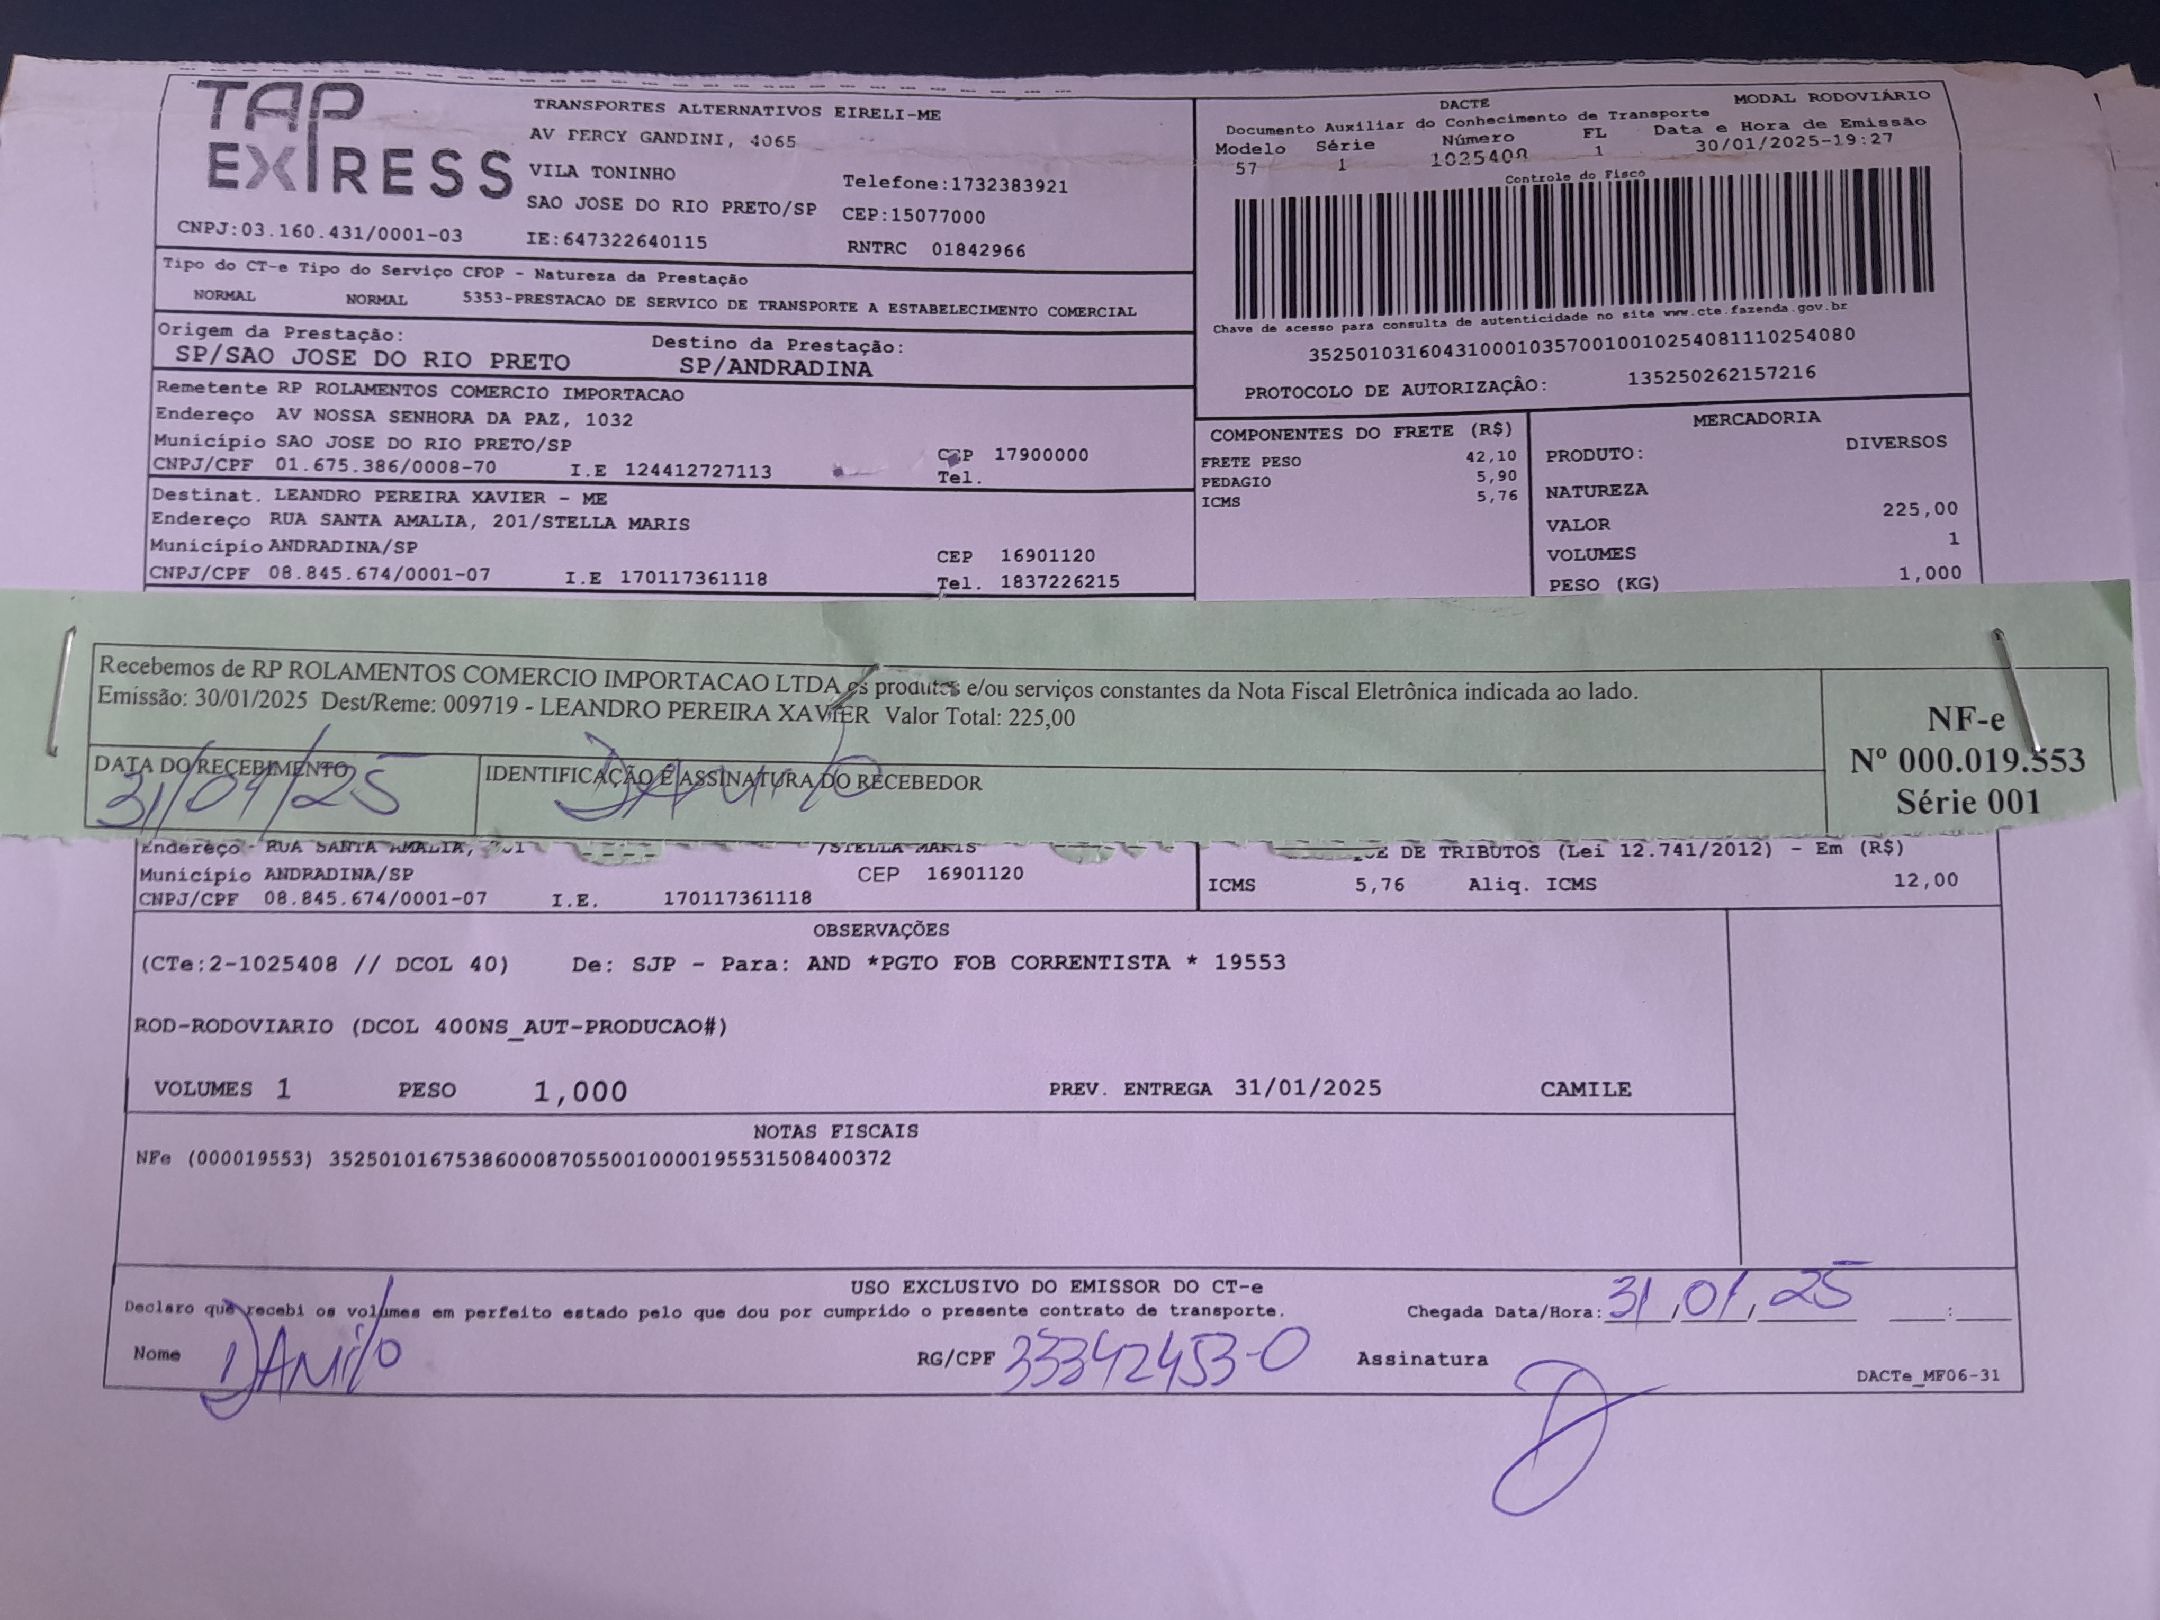 TAP EXPRESS
TRANSPORTES ALTERNATIVOS EIRELI-ME
AV PERCY GANDINI, 4065
VILA TONINHO
Telefone:1732383921
SAO JOSE DO RIO PRETO/SP CEP:15077000
CNPJ:03.160.431/0001-03 IE:647322640115 RNTRC 01842966
DACTE MODAL RODOVIÁRIO
Documento Auxiliar do Conhecimento de Transporte
Modelo Série Número FL Data e Hora de Emissão
57 1 1025408 1 30/01/2025-19:27
Controle do Fisco
Chave de acesso para consulta de autenticidade no site www.cte.fazenda.gov.br
35250103160431000103570010010254081110254080
PROTOCOLO DE AUTORIZAÇÃO: 135250262157216
Tipo do CT-e Tipo do Serviço CFOP - Natureza da Prestação
NORMAL NORMAL 5353-PRESTACAO DE SERVICO DE TRANSPORTE A ESTABELECIMENTO COMERCIAL
Origem da Prestação: Destino da Prestação:
SP/SAO JOSE DO RIO PRETO SP/ANDRADINA
Remetente RP ROLAMENTOS COMERCIO IMPORTACAO
Endereço AV NOSSA SENHORA DA PAZ, 1032
Município SAO JOSE DO RIO PRETO/SP CEP 17900000
CNPJ/CPF 01.675.386/0008-70 I.E 124412727113 Tel.
Destinat. LEANDRO PEREIRA XAVIER - ME
Endereço RUA SANTA AMALIA, 201/STELLA MARIS
Município ANDRADINA/SP CEP 16901120
CNPJ/CPF 08.845.674/0001-07 I.E 170117361118 Tel. 1837226215
COMPONENTES DO FRETE (R$)
FRETE PESO 42,10
PEDAGIO 5,90
ICMS 5,76
MERCADORIA
PRODUTO: DIVERSOS
NATUREZA
VALOR 225,00
VOLUMES 1
PESO (KG) 1,000
Recebemos de RP ROLAMENTOS COMERCIO IMPORTACAO LTDA os produtos e/ou serviços constantes da Nota Fiscal Eletrônica indicada ao lado.
Emissão: 30/01/2025 Dest/Reme: 009719 - LEANDRO PEREIRA XAVIER Valor Total: 225,00
DATA DO RECEBIMENTO IDENTIFICAÇÃO E ASSINATURA DO RECEBEDOR
31/01/25 Danilo
NF-e
Nº 000.019.553
Série 001
Endereço RUA SANTA AMALIA, 201 /STELLA MARIS
Município ANDRADINA/SP CEP 16901120
CNPJ/CPF 08.845.674/0001-07 I.E. 170117361118
DE TRIBUTOS (Lei 12.741/2012) - Em (R$)
ICMS 5,76 Aliq. ICMS 12,00
OBSERVAÇÕES
(CTe:2-1025408 // DCOL 40) De: SJP - Para: AND *PGTO FOB CORRENTISTA * 19553
ROD-RODOVIARIO (DCOL 400NS_AUT-PRODUCAO#)
VOLUMES 1 PESO 1,000 PREV. ENTREGA 31/01/2025 CAMILE
NOTAS FISCAIS
NFe (000019553) 35250101675386000870550010000195531508400372
USO EXCLUSIVO DO EMISSOR DO CT-e
Declaro que recebi os volumes em perfeito estado pelo que dou por cumprido o presente contrato de transporte. Chegada Data/Hora: 31/01/25 :
Nome DANilo RG/CPF 33342453-0 Assinatura
DACTe_MF06-31